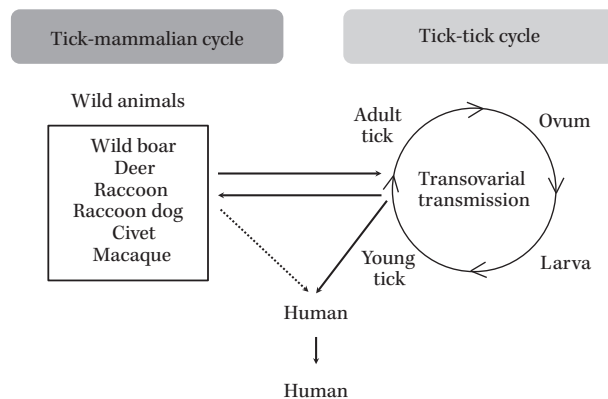 Tick-mammalian cycle
Tick-tick cycle
Wild animals
Wild boar
Deer
Raccoon
Raccoon dog
Civet
Macaque
Adult
tick
Ovum
Transovarial
transmission
Young
tick
Larva
Human
Human